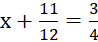 x + 11/12 = 3/4